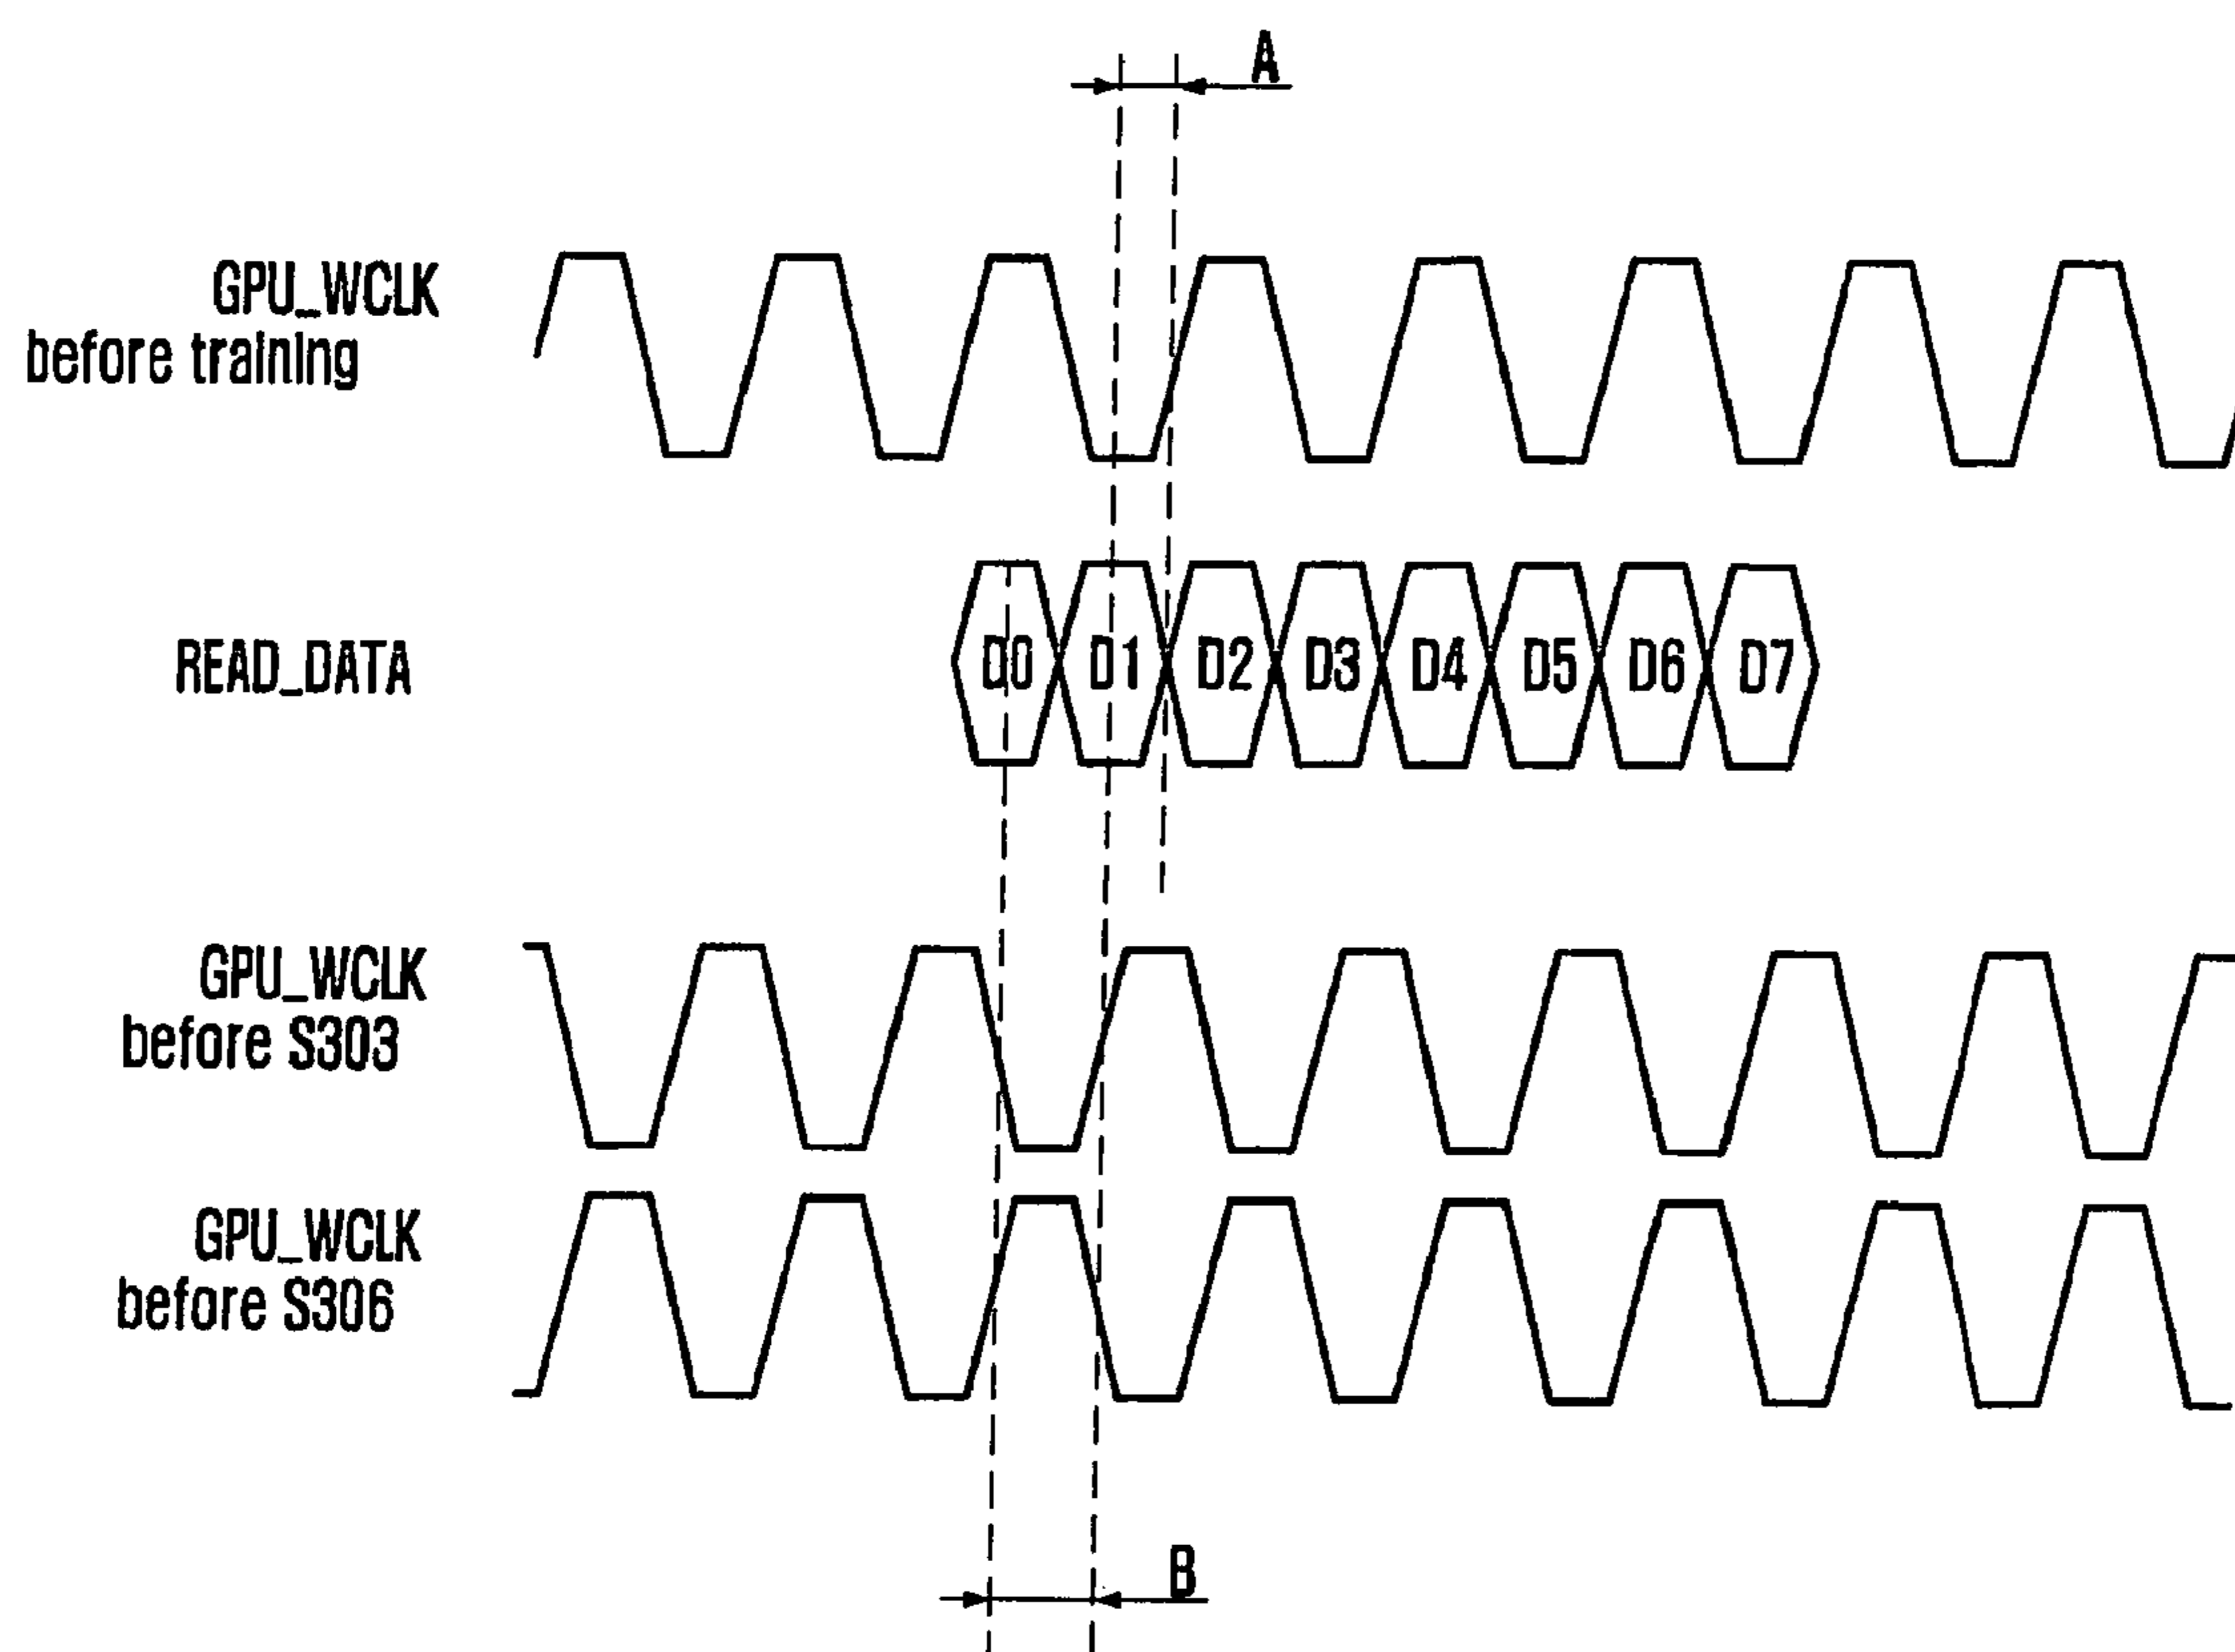 A
GPU_WCLK
before training
READ_DATA
D0 D1 D2 D3 D4 D5 D6 D7
GPU_WCLK
before S303
GPU_WCLK
before S306
B